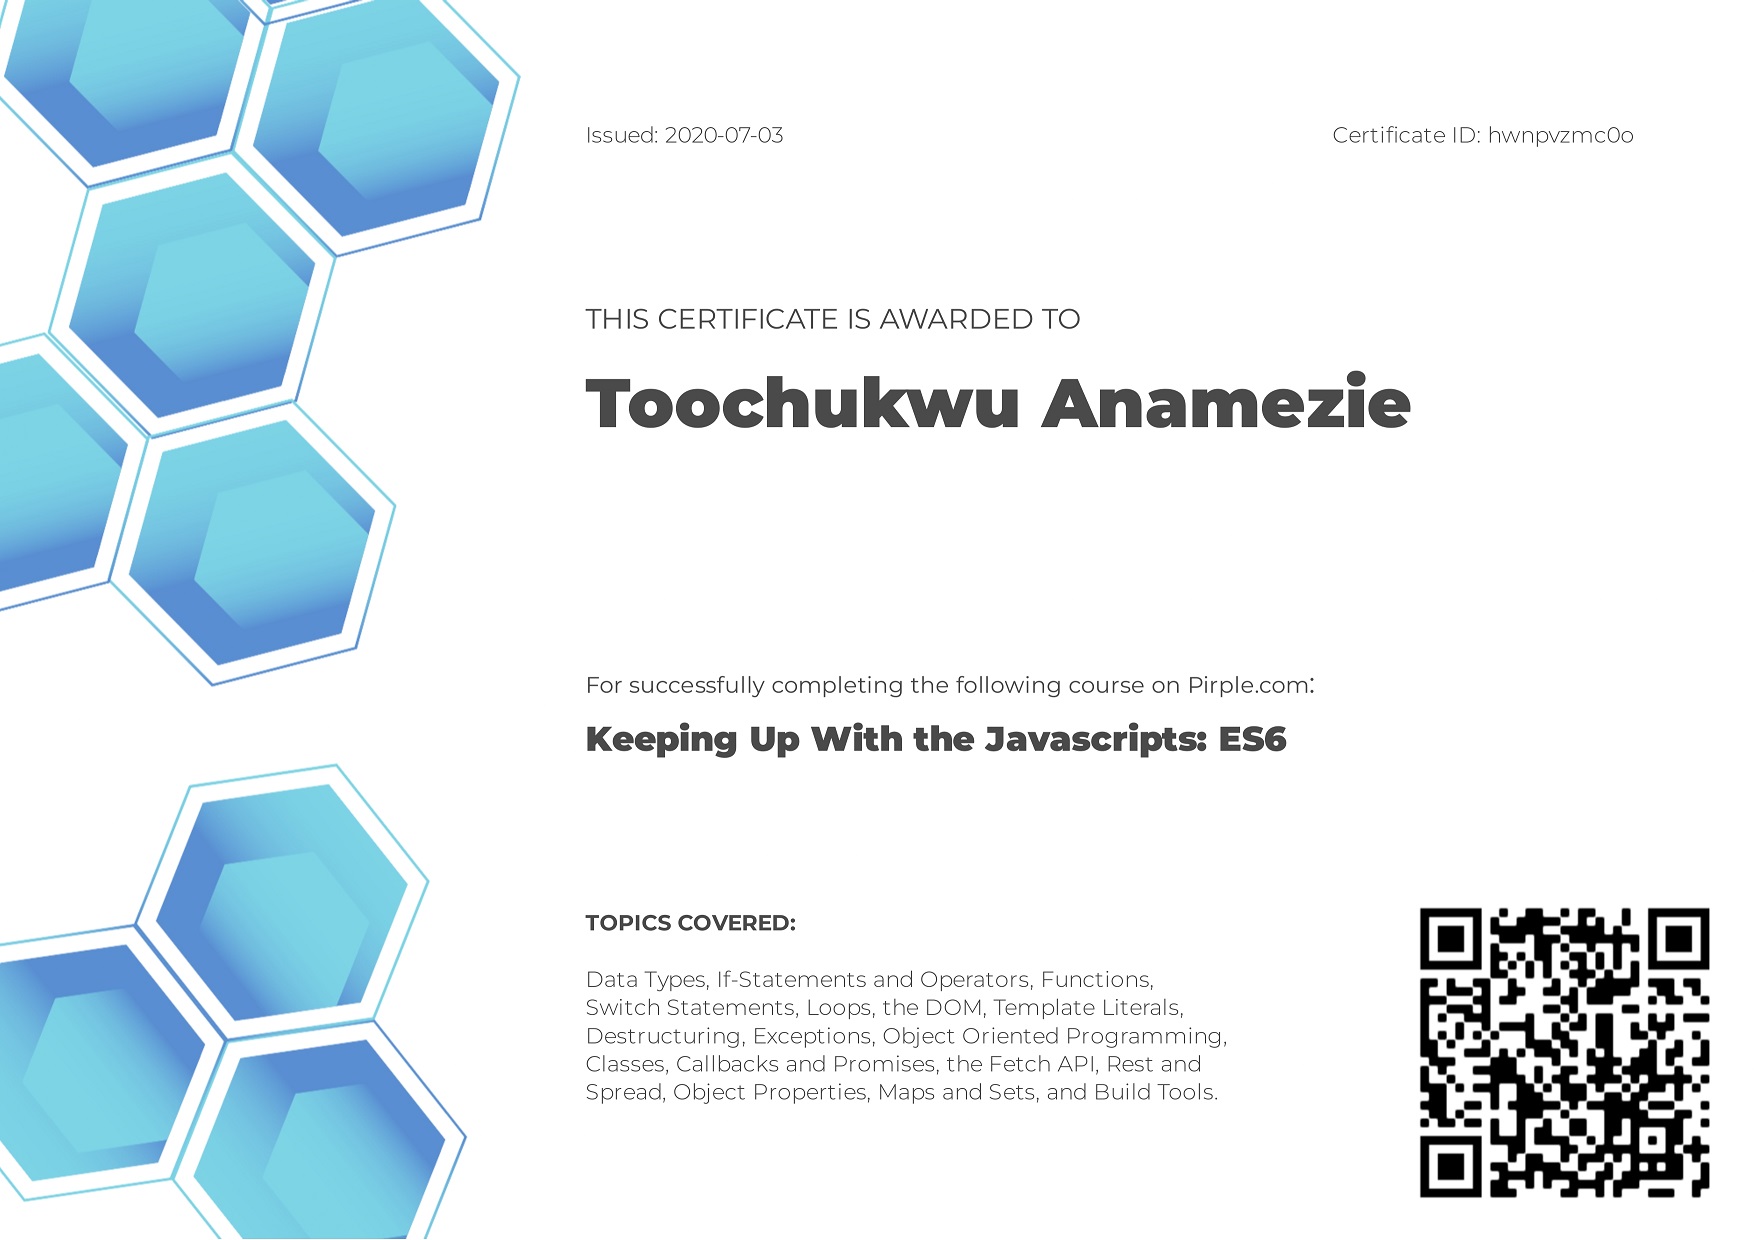 Issued: 2020-07-03
Certificate ID: hwnpvzmc0o
THIS CERTIFICATE IS AWARDED TO
Toochukwu Anamezie
For successfully completing the following course on Pirple.com:
Keeping Up With the Javascripts: ES6
TOPICS COVERED:
Data Types, If-Statements and Operators, Functions,
Switch Statements, Loops, the DOM, Template Literals,
Destructuring, Exceptions, Object Oriented Programming,
Classes, Callbacks and Promises, the Fetch API, Rest and
Spread, Object Properties, Maps and Sets, and Build Tools.